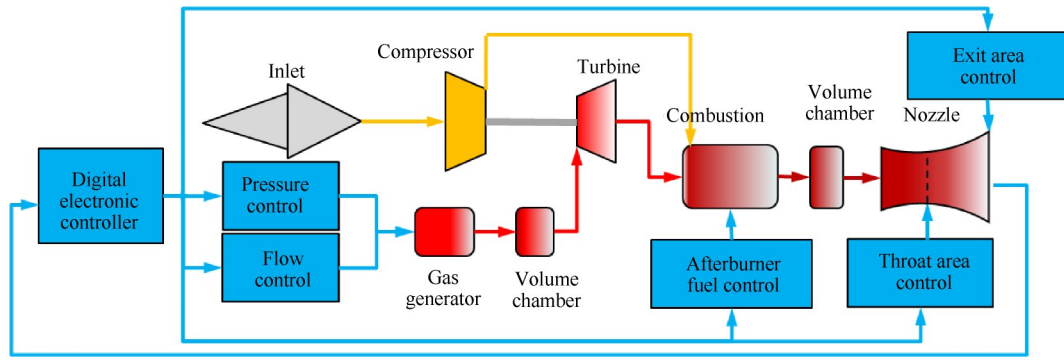 Exit area
control
Compressor
Turbine
Inlet
Volume
chamber
Nozzle
Combustion
Digital
electronic
controller
Pressure
control
Flow
control
Gas
generator
Volume
chamber
Afterburner
fuel control
Throat area
control